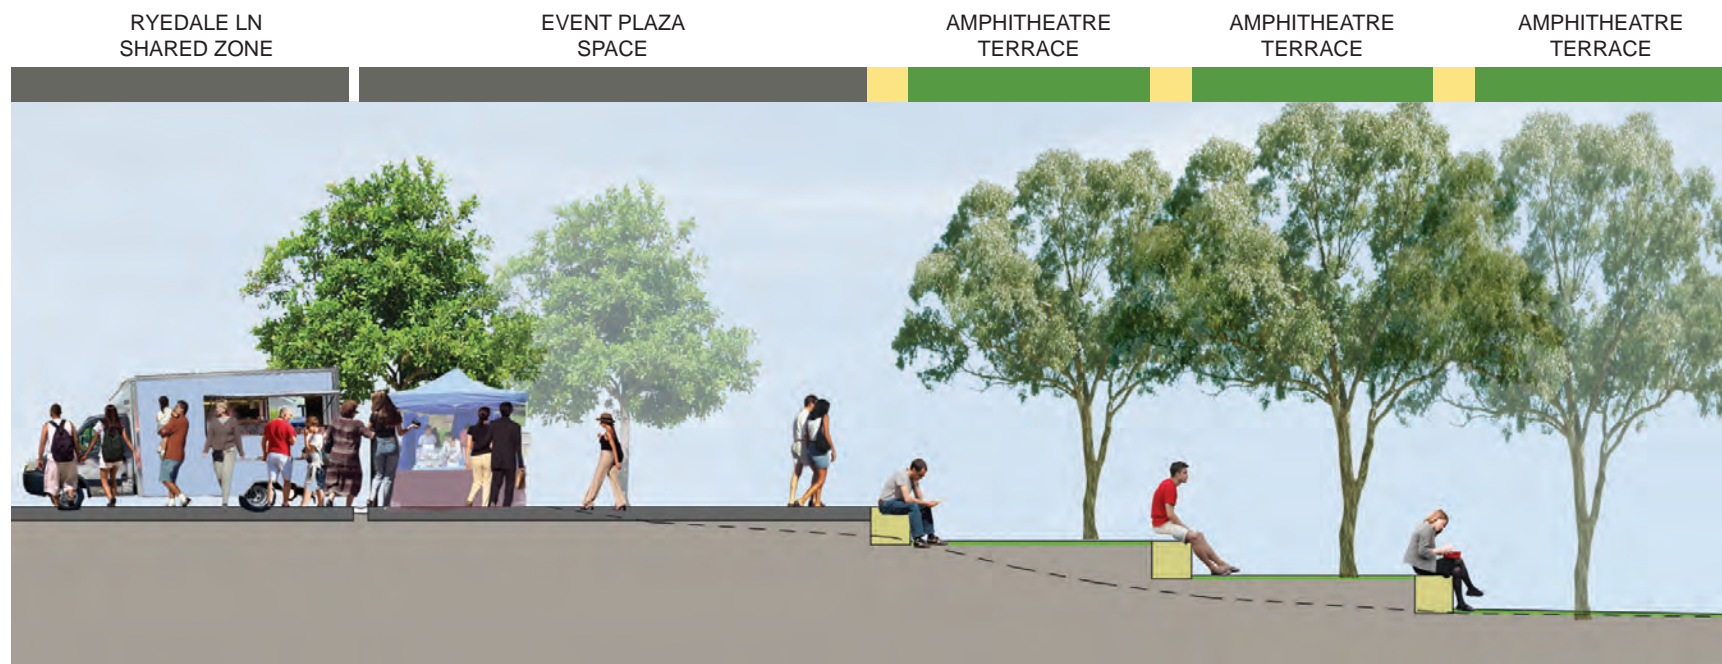 RYEDALE LN
SHARED ZONE
EVENT PLAZA
SPACE
AMPHITHEATRE
TERRACE
AMPHITHEATRE
TERRACE
AMPHITHEATRE
TERRACE